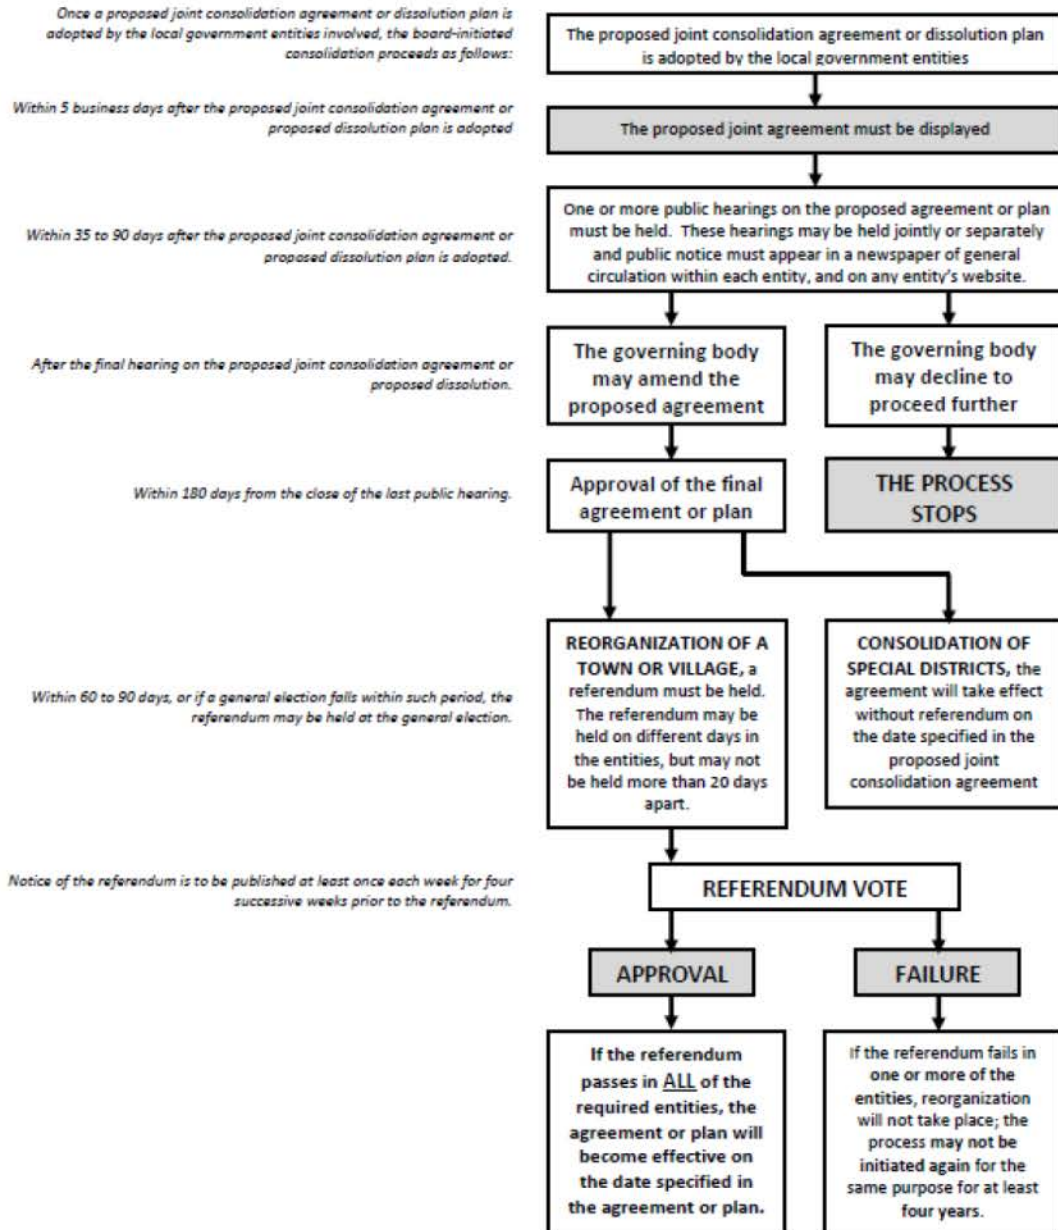 Once a proposed joint consolidation agreement or dissolution plan is
adopted by the local government entities involved, the board-initiated
consolidation proceeds as follows:
The proposed joint consolidation agreement or dissolution plan
is adopted by the local government entities
Within 5 business days after the proposed joint consolidation agreement or
proposed dissolution plan is adopted
The proposed joint agreement must be displayed
Within 35 to 90 days after the proposed joint consolidation agreement or
proposed dissolution plan is adopted.
One or more public hearings on the proposed agreement or plan
must be held. These hearings may be held jointly or separately
and public notice must appear in a newspaper of general
circulation within each entity, and on any entity's website.
After the final hearing on the proposed joint consolidation agreement or
proposed dissolution.
The governing body
may amend the
proposed agreement
The governing body
may decline to
proceed further
Within 180 days from the close of the last public hearing.
Approval of the final
agreement or plan
THE PROCESS
STOPS
Within 60 to 90 days, or if a general election falls within such period, the
referendum may be held at the general election.
REORGANIZATION OF A
TOWN OR VILLAGE, a
referendum must be held.
The referendum may be
held on different days in
the entities, but may not
be held more than 20 days
apart.
CONSOLIDATION OF
SPECIAL DISTRICTS, the
agreement will take effect
without referendum on
the date specified in the
proposed joint
consolidation agreement
Notice of the referendum is to be published at least once each week for four
successive weeks prior to the referendum.
REFERENDUM VOTE
APPROVAL
FAILURE
If the referendum
passes in ALL of the
required entities, the
agreement or plan will
become effective on
the date specified in
the agreement or plan.
If the referendum fails in
one or more of the
entities, reorganization
will not take place; the
process may not be
initiated again for the
same purpose for at least
four years.